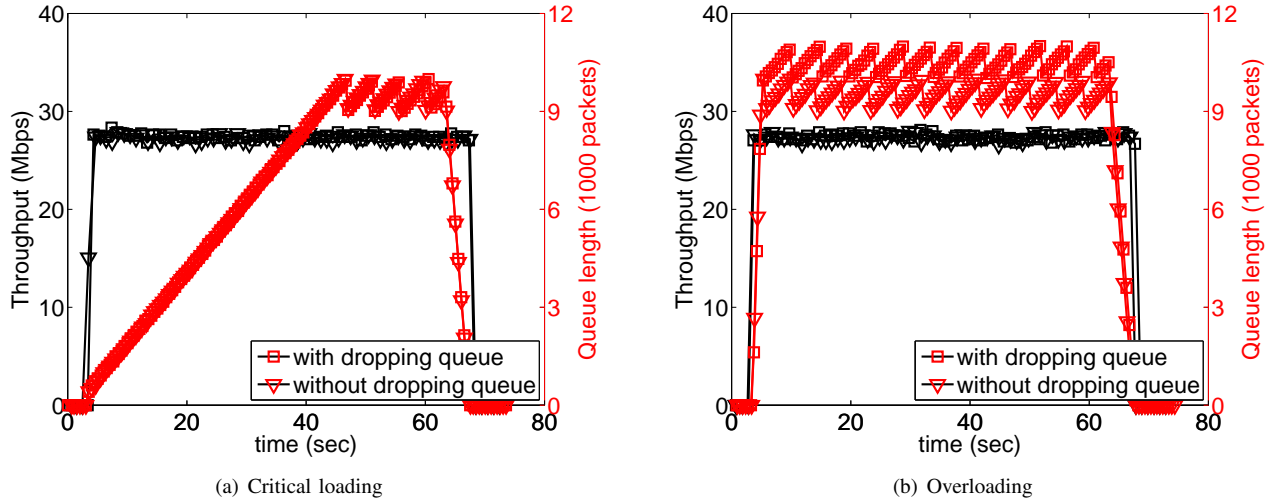 40
30
20
10
0
Throughput (Mbps)
12
9
6
3
0
Queue length (1000 packets)
with dropping queue
without dropping queue
0 20 40 60 80
time (sec)
(a) Critical loading
40
30
20
10
0
Throughput (Mbps)
12
9
6
3
0
Queue length (1000 packets)
with dropping queue
without dropping queue
0 20 40 60 80
time (sec)
(b) Overloading